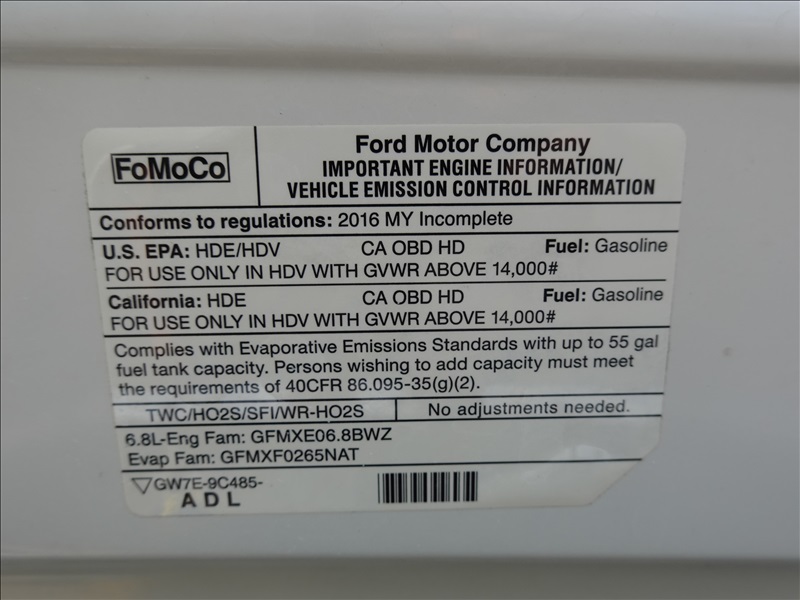 FoMoCo
Ford Motor Company
IMPORTANT ENGINE INFORMATION/
VEHICLE EMISSION CONTROL INFORMATION
Conforms to regulations: 2016 MY Incomplete
U.S. EPA: HDE/HDV CA OBD HD Fuel: Gasoline
FOR USE ONLY IN HDV WITH GVWR ABOVE 14,000#
California: HDE CA OBD HD Fuel: Gasoline
FOR USE ONLY IN HDV WITH GVWR ABOVE 14,000#
Complies with Evaporative Emissions Standards with up to 55 gal
fuel tank capacity. Persons wishing to add capacity must meet
the requirements of 40CFR 86.095-35(g)(2).
TWC/HO2S/SFI/WR-HO2S No adjustments needed.
6.8L-Eng Fam: GFMXE06.8BWZ
Evap Fam: GFMXF0265NAT
GW7E-9C485-
A D L